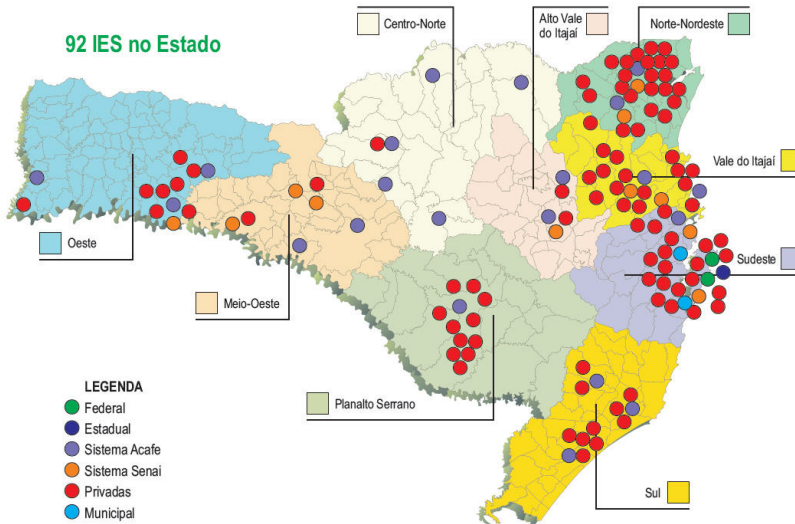 92 IES no Estado
Centro-Norte
Alto Vale
do Itajaí
Norte-Nordeste
Vale do Itajaí
Oeste
Sudeste
Meio-Oeste
Planalto Serrano
Sul
LEGENDA
Federal
Estadual
Sistema Acafe
Sistema Senai
Privadas
Municipal